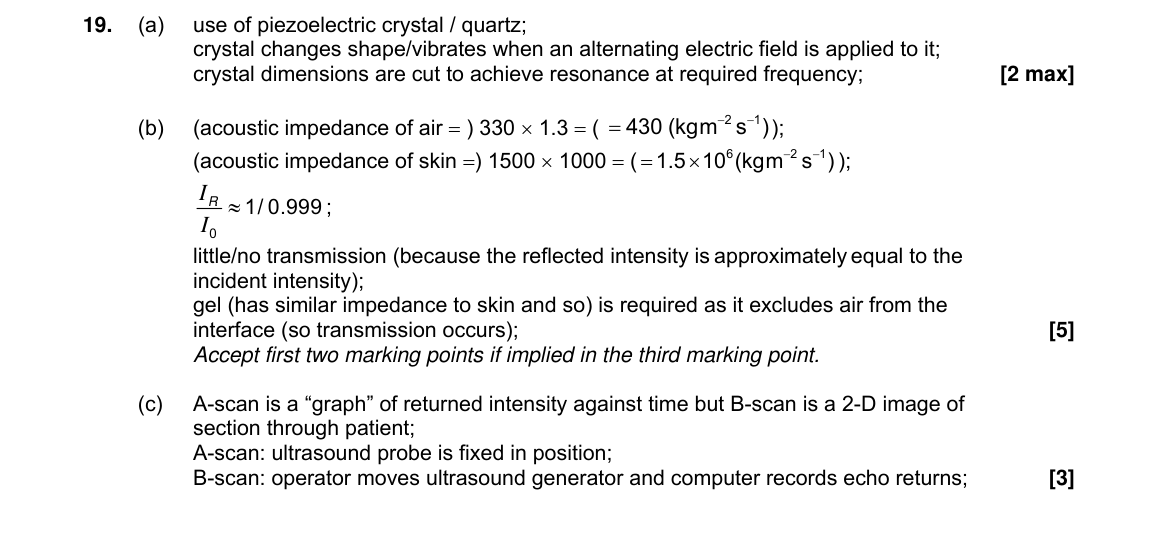 19. (a) use of piezoelectric crystal / quartz;
crystal changes shape/vibrates when an alternating electric field is applied to it;
crystal dimensions are cut to achieve resonance at required frequency; [2 max]
(b) (acoustic impedance of air = ) 330 × 1.3 = ( = 430 (kgm⁻² s⁻¹));
(acoustic impedance of skin =) 1500 × 1000 = (=1.5×10⁶(kgm⁻² s⁻¹));
I_R/I_0 ≈ 1/ 0.999 ;
little/no transmission (because the reflected intensity is approximately equal to the
incident intensity);
gel (has similar impedance to skin and so) is required as it excludes air from the
interface (so transmission occurs); [5]
Accept first two marking points if implied in the third marking point.
(c) A-scan is a “graph” of returned intensity against time but B-scan is a 2-D image of
section through patient;
A-scan: ultrasound probe is fixed in position;
B-scan: operator moves ultrasound generator and computer records echo returns; [3]